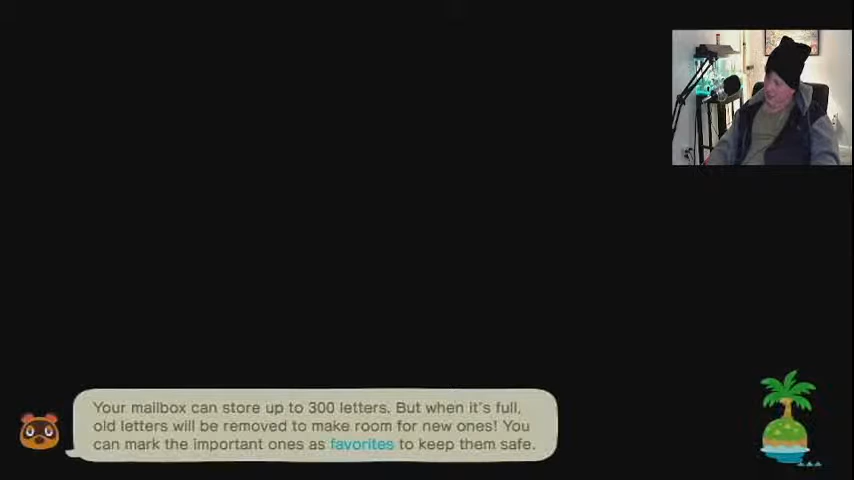 Your mailbox can store up to 300 letters. But when it's full,
old letters will be removed to make room for new ones! You
can mark the important ones as favorites to keep them safe.